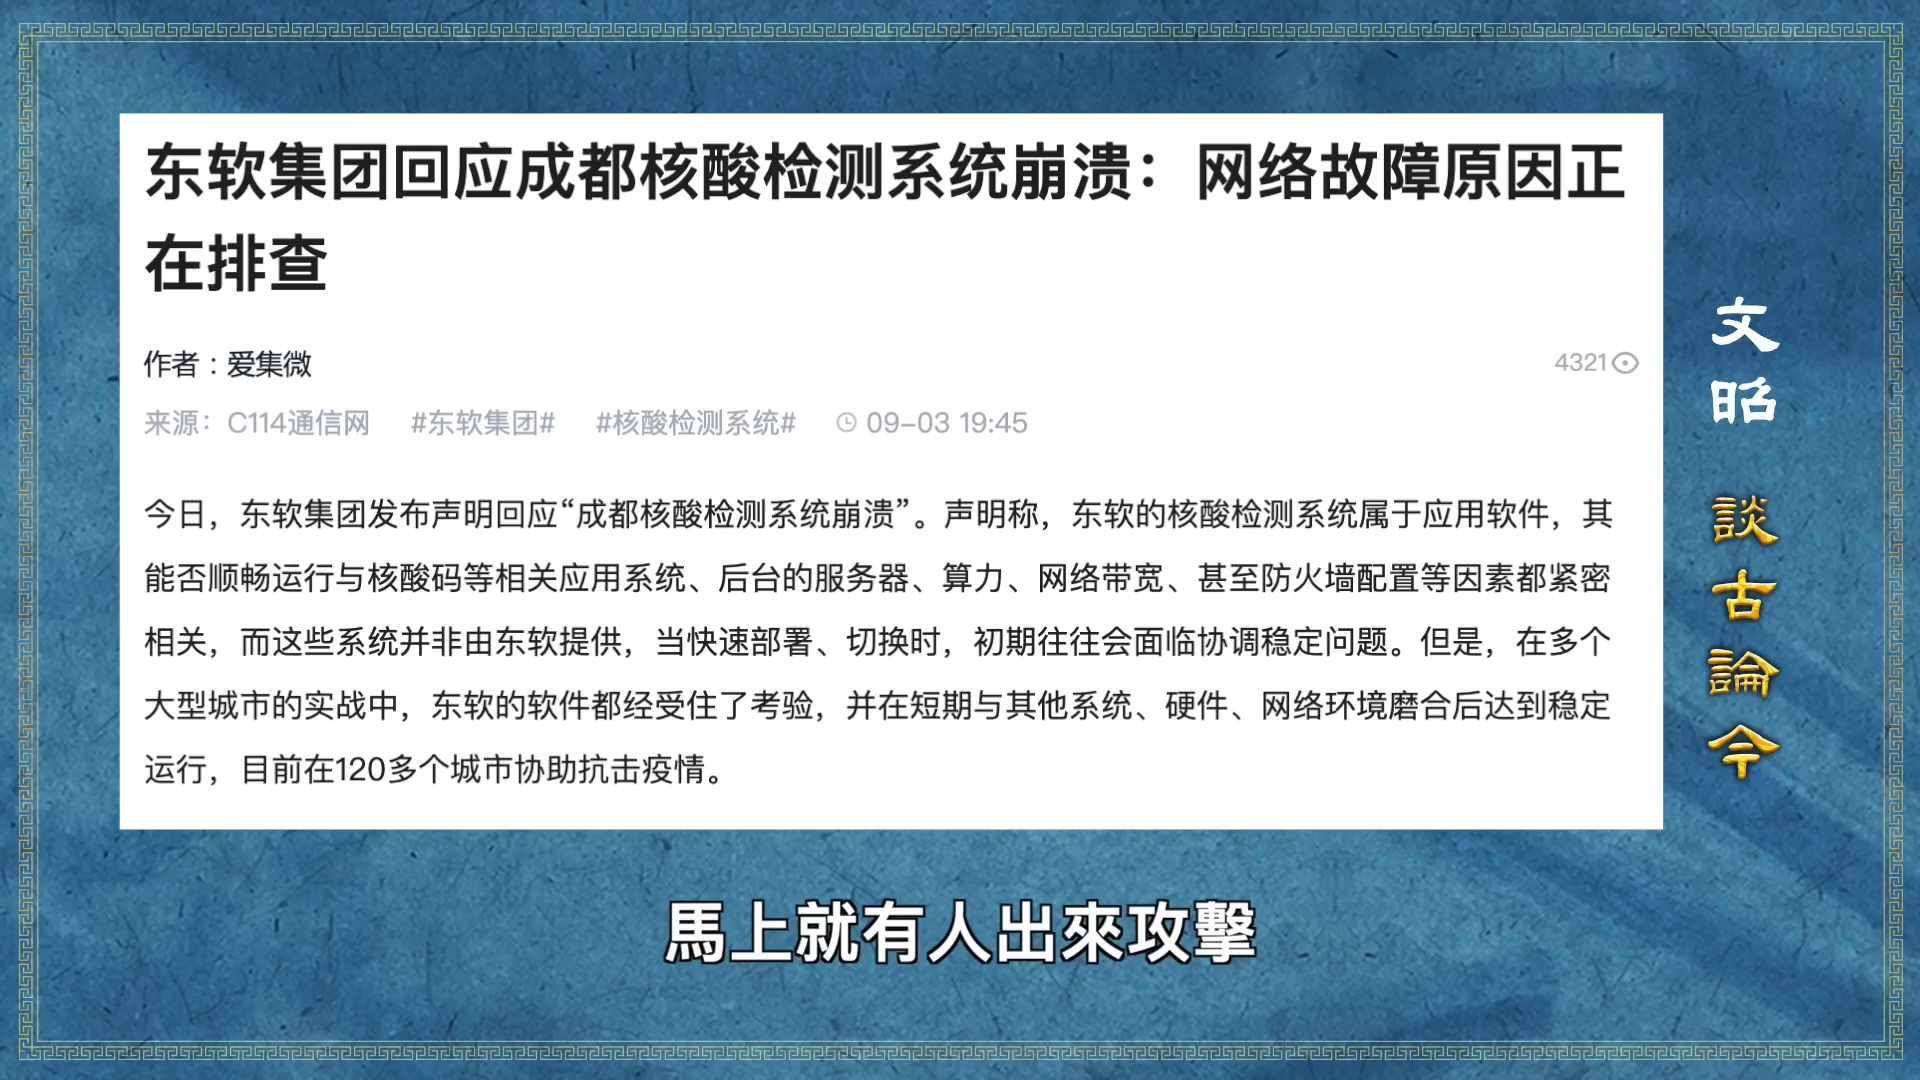 东软集团回应成都核酸检测系统崩溃：网络故障原因正
在排查
作者：爱集微
4321
来源：C114通信网 #东软集团# #核酸检测系统# 09-03 19:45
今日，东软集团发布声明回应“成都核酸检测系统崩溃”。声明称，东软的核酸检测系统属于应用软件，其
能否顺畅运行与核酸码等相关应用系统、后台的服务器、算力、网络带宽、甚至防火墙配置等因素都紧密
相关，而这些系统并非由东软提供，当快速部署、切换时，初期往往会面临协调稳定问题。但是，在多个
大型城市的实战中，东软的软件都经受住了考验，并在短期与其他系统、硬件、网络环境磨合后达到稳定
运行，目前在120多个城市协助抗击疫情。
文昭
談古論今
馬上就有人出來攻擊